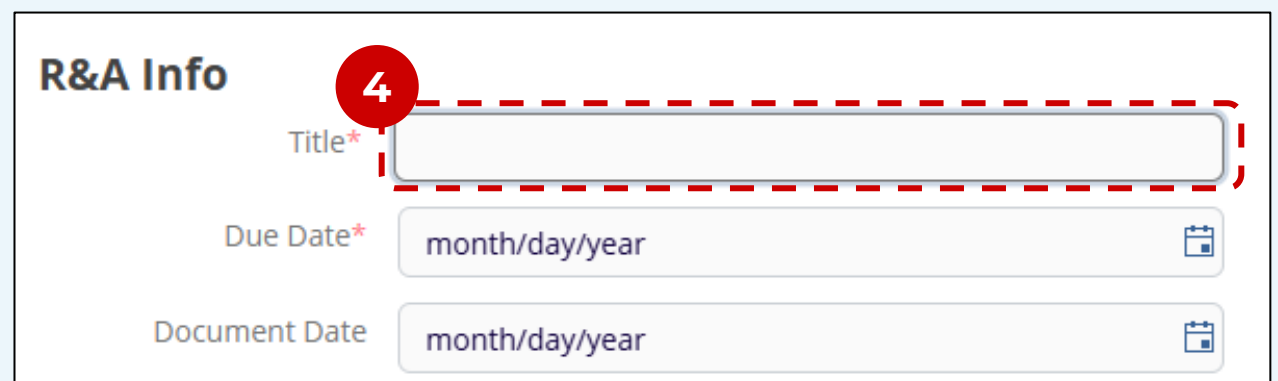 R&A Info
4
Title*
Due Date*
month/day/year
Document Date
month/day/year